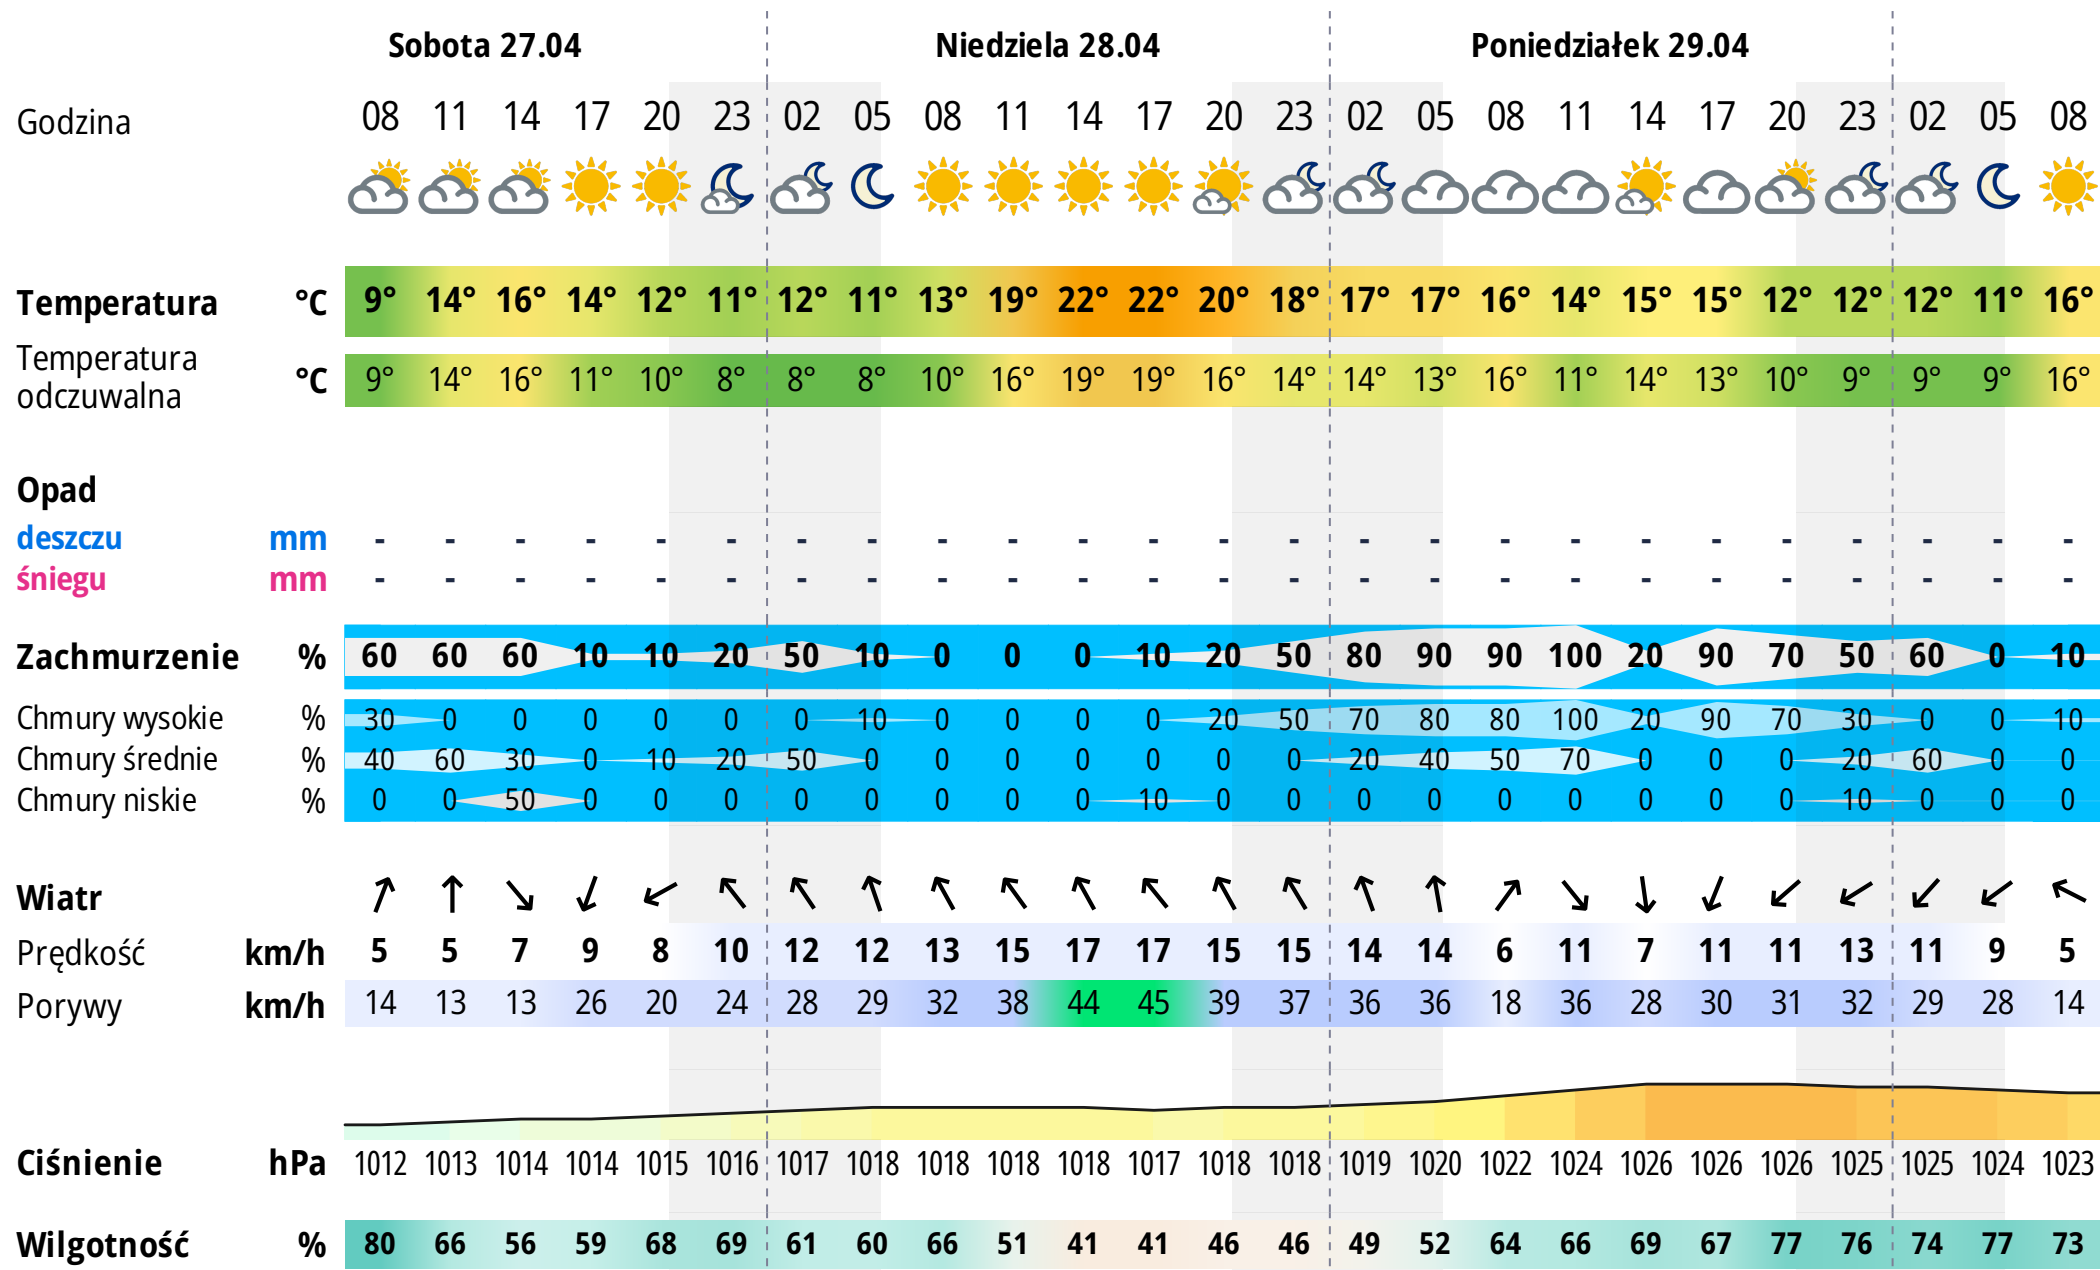 Sobota 27.04 Niedziela 28.04 Poniedziałek 29.04
Godzina 08 11 14 17 20 23 02 05 08 11 14 17 20 23 02 05 08 11 14 17 20 23 02 05 08
Temperatura °C 9° 14° 16° 14° 12° 11° 12° 11° 13° 19° 22° 22° 20° 18° 17° 17° 16° 14° 15° 15° 12° 12° 12° 11° 16°
Temperatura
odczuwalna °C 9° 14° 16° 11° 10° 8° 8° 8° 10° 16° 19° 19° 16° 14° 14° 13° 16° 11° 14° 13° 10° 9° 9° 9° 16°
Opad
deszczu mm - - - - - - - - - - - - - - - - - - - - - - - - -
śniegu mm - - - - - - - - - - - - - - - - - - - - - - - - -
Zachmurzenie % 60 60 60 10 10 20 50 10 0 0 0 10 20 50 80 90 90 100 20 90 70 50 60 0 10
Chmury wysokie % 30 0 0 0 0 0 0 10 0 0 0 0 20 50 70 80 80 100 20 90 70 30 0 0 10
Chmury średnie % 40 60 30 0 10 20 50 0 0 0 0 0 0 0 20 40 50 70 0 0 0 20 60 0 0
Chmury niskie % 0 0 50 0 0 0 0 0 0 0 0 10 0 0 0 0 0 0 0 0 0 10 0 0 0
Wiatr
Prędkość km/h 5 5 7 9 8 10 12 12 13 15 17 17 15 15 14 14 6 11 7 11 11 13 11 9 5
Porywy km/h 14 13 13 26 20 24 28 29 32 38 44 45 39 37 36 36 18 36 28 30 31 32 29 28 14
Ciśnienie hPa 1012 1013 1014 1014 1015 1016 1017 1018 1018 1018 1018 1017 1018 1018 1019 1020 1022 1024 1026 1026 1026 1025 1025 1024 1023
Wilgotność % 80 66 56 59 68 69 61 60 66 51 41 41 46 46 49 52 64 66 69 67 77 76 74 77 73